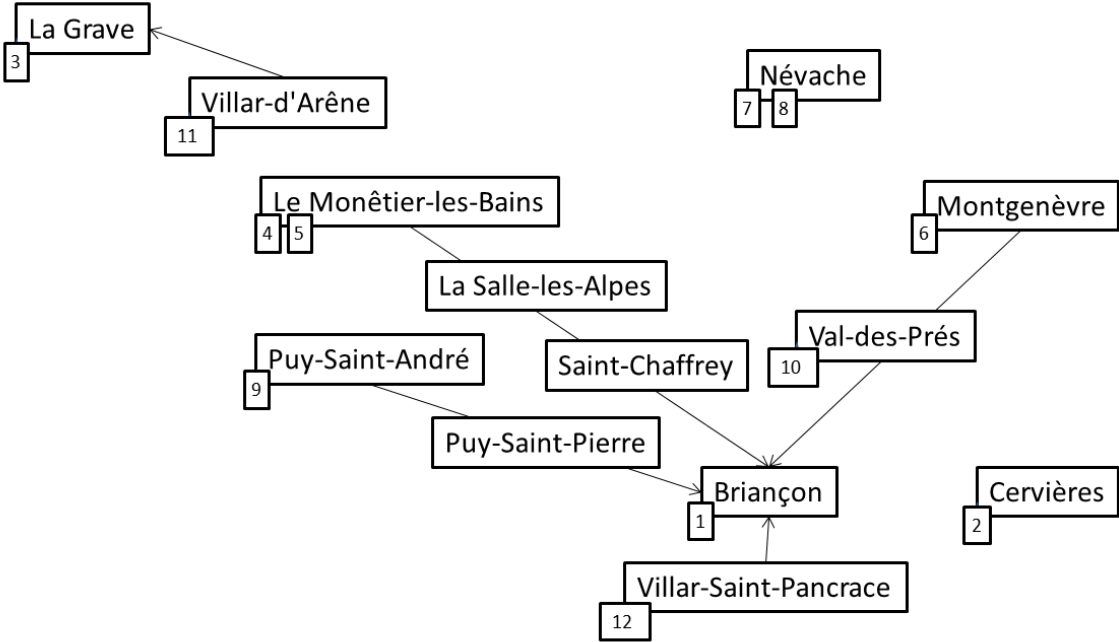 La Grave
3
Névache
7
8
Villar-d'Arêne
11
Le Monêtier-les-Bains
4
5
Montgenèvre
6
La Salle-les-Alpes
Val-des-Prés
10
Puy-Saint-André
9
Saint-Chaffrey
Puy-Saint-Pierre
Briançon
1
Cervières
2
Villar-Saint-Pancrace
12